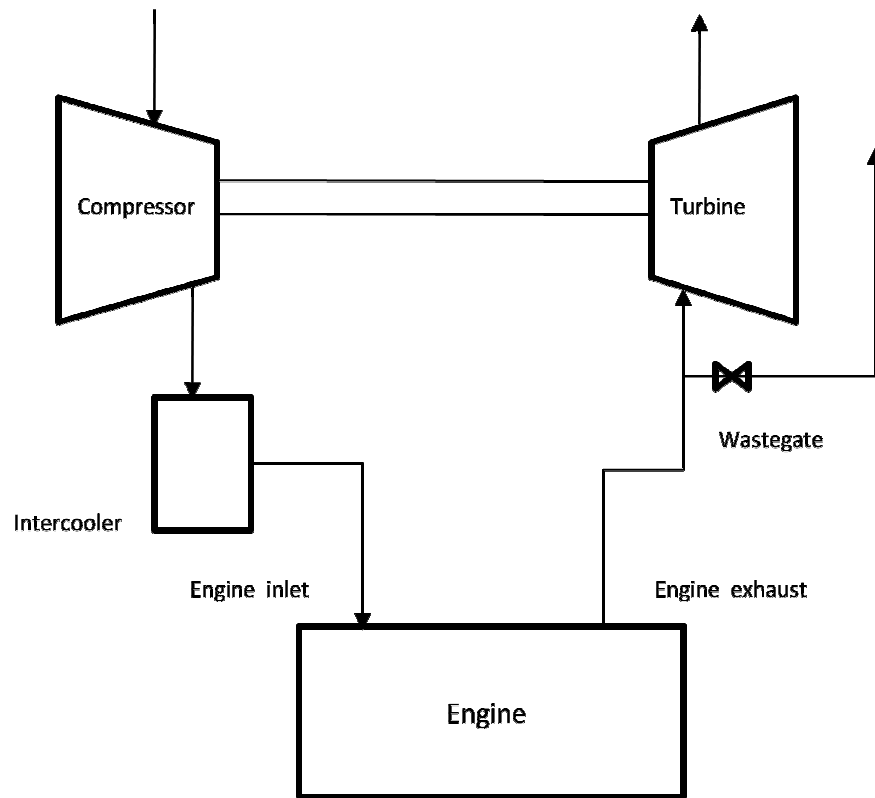 Compressor
Turbine
Wastegate
Intercooler
Engine inlet
Engine exhaust
Engine